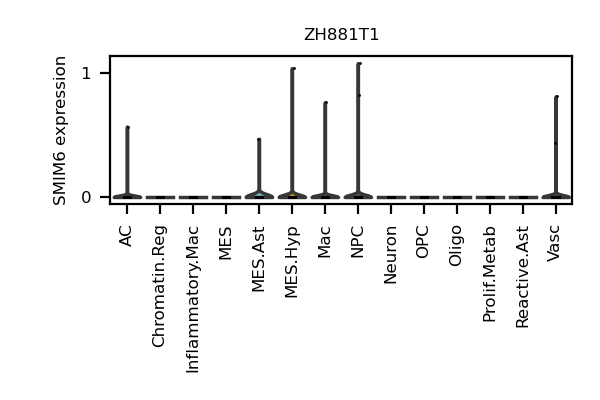 ZH881T1
SMIM6 expression
1
0
AC
Chromatin.Reg
Inflammatory.Mac
MES
MES.Ast
MES.Hyp
Mac
NPC
Neuron
OPC
Oligo
Prolif.Metab
Reactive.Ast
Vasc